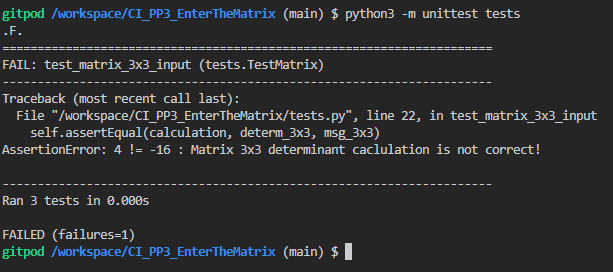 gitpod /workspace/CI_PP3_EnterTheMatrix (main) $ python3 -m unittest tests
.F.
======================================================================
FAIL: test_matrix_3x3_input (tests.TestMatrix)
----------------------------------------------------------------------
Traceback (most recent call last):
  File "/workspace/CI_PP3_EnterTheMatrix/tests.py", line 22, in test_matrix_3x3_input
    self.assertEqual(calculation, determ_3x3, msg_3x3)
AssertionError: 4 != -16 : Matrix 3x3 determinant caclulation is not correct!

----------------------------------------------------------------------
Ran 3 tests in 0.000s

FAILED (failures=1)
gitpod /workspace/CI_PP3_EnterTheMatrix (main) $